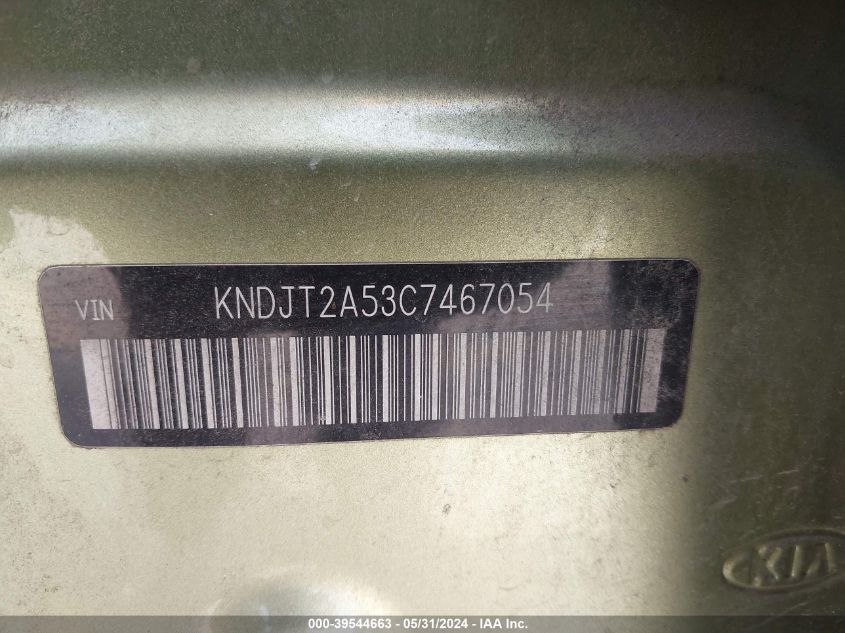 VIN KNDJT2A53C7467054
KIA
000-39544663 - 05/31/2024 - IAA Inc.